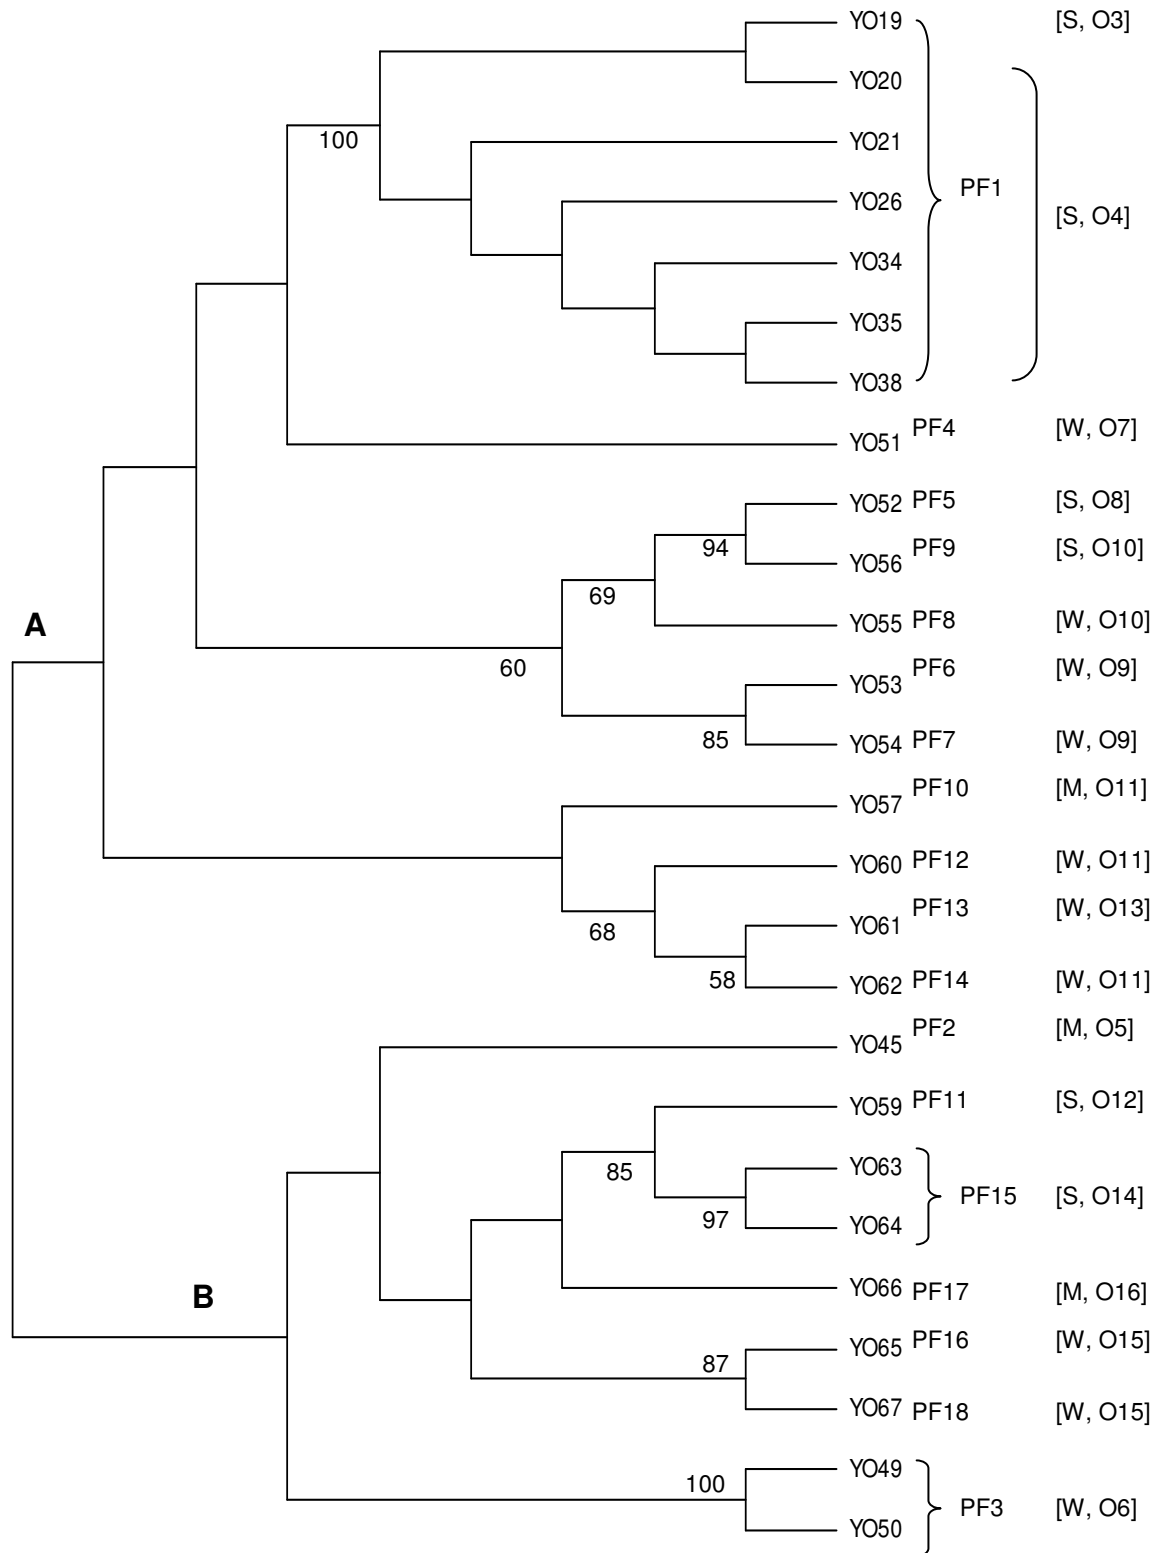 YO19 [S, O3]
YO20
100
YO21
PF1
YO26
[S, O4]
YO34
YO35
YO38
YO51 PF4 [W, O7]
YO52 PF5 [S, O8]
94
YO56 PF9 [S, O10]
69
YO55 PF8 [W, O10]
A
60
YO53 PF6 [W, O9]
85
YO54 PF7 [W, O9]
YO57 PF10 [M, O11]
YO60 PF12 [W, O11]
68
YO61 PF13 [W, O13]
58
YO62 PF14 [W, O11]
YO45 PF2 [M, O5]
YO59 PF11 [S, O12]
85
YO63
PF15 [S, O14]
97
YO64
B
YO66 PF17 [M, O16]
YO65 PF16 [W, O15]
87
YO67 PF18 [W, O15]
YO49
100
PF3 [W, O6]
YO50